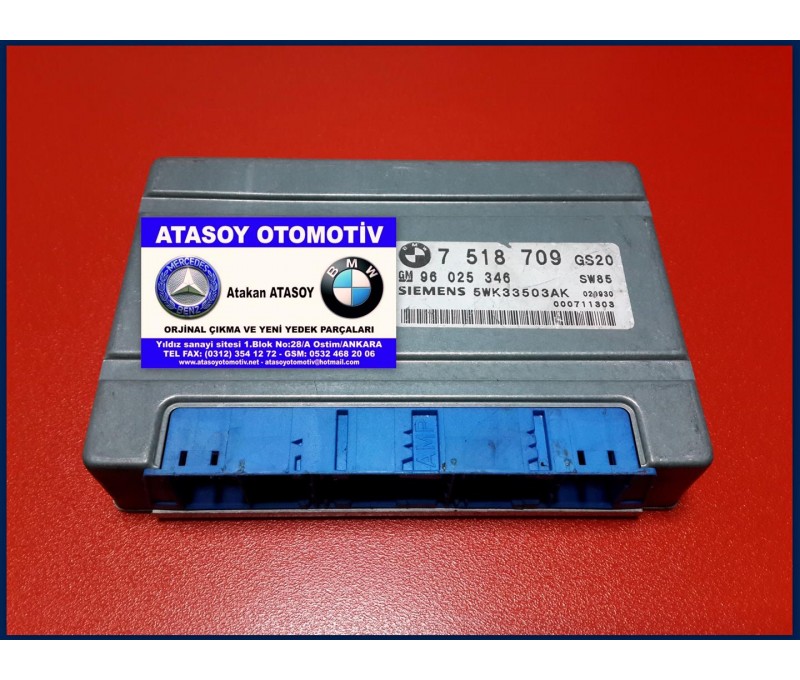 ATASOY OTOMOTİV
MERCEDES
BENZ
Atakan ATASOY
BMW
ORJİNAL ÇIKMA VE YENİ YEDEK PARÇALARI
Yıldız sanayi sitesi 1.Blok No:28/A Ostim/ANKARA
TEL FAX: (0312) 354 12 72 - GSM: 0532 468 20 06
www.atasoyotomotiv.net - atasoyotomotiv@hotmail.com
BMW 7 518 709 GS20
GM 96 025 346 SW85
SIEMENS 5WK33503AK 020930
000711303
AMP